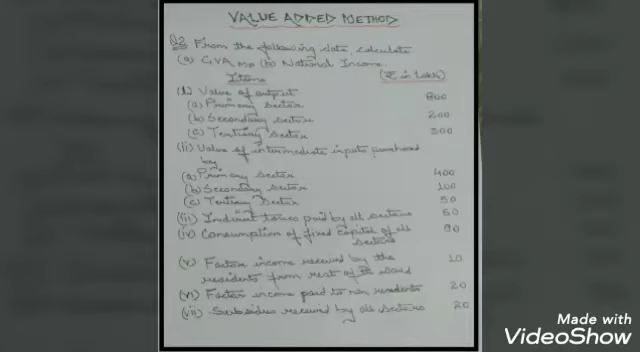 VALUE ADDED METHOD
Q2 From the following data, calculate
(a) GVA MP (b) National Income.
Items (₹ in Lakh)
(i) Value of output
(a) Primary sector 800
(b) Secondary sector 200
(c) Tertiary sector 300
(ii) Value of intermediate inputs purchased
by
(a) Primary sector 400
(b) Secondary sector 100
(c) Tertiary sector 50
(iii) Indirect taxes paid by all sectors 50
(iv) Consumption of fixed capital of all 90
sectors
(v) Factor income received by the 10
residents from rest of the world
(vi) Factor income paid to non residents 20
(vii) Subsidies received by all sectors 20
Made with
VideoShow